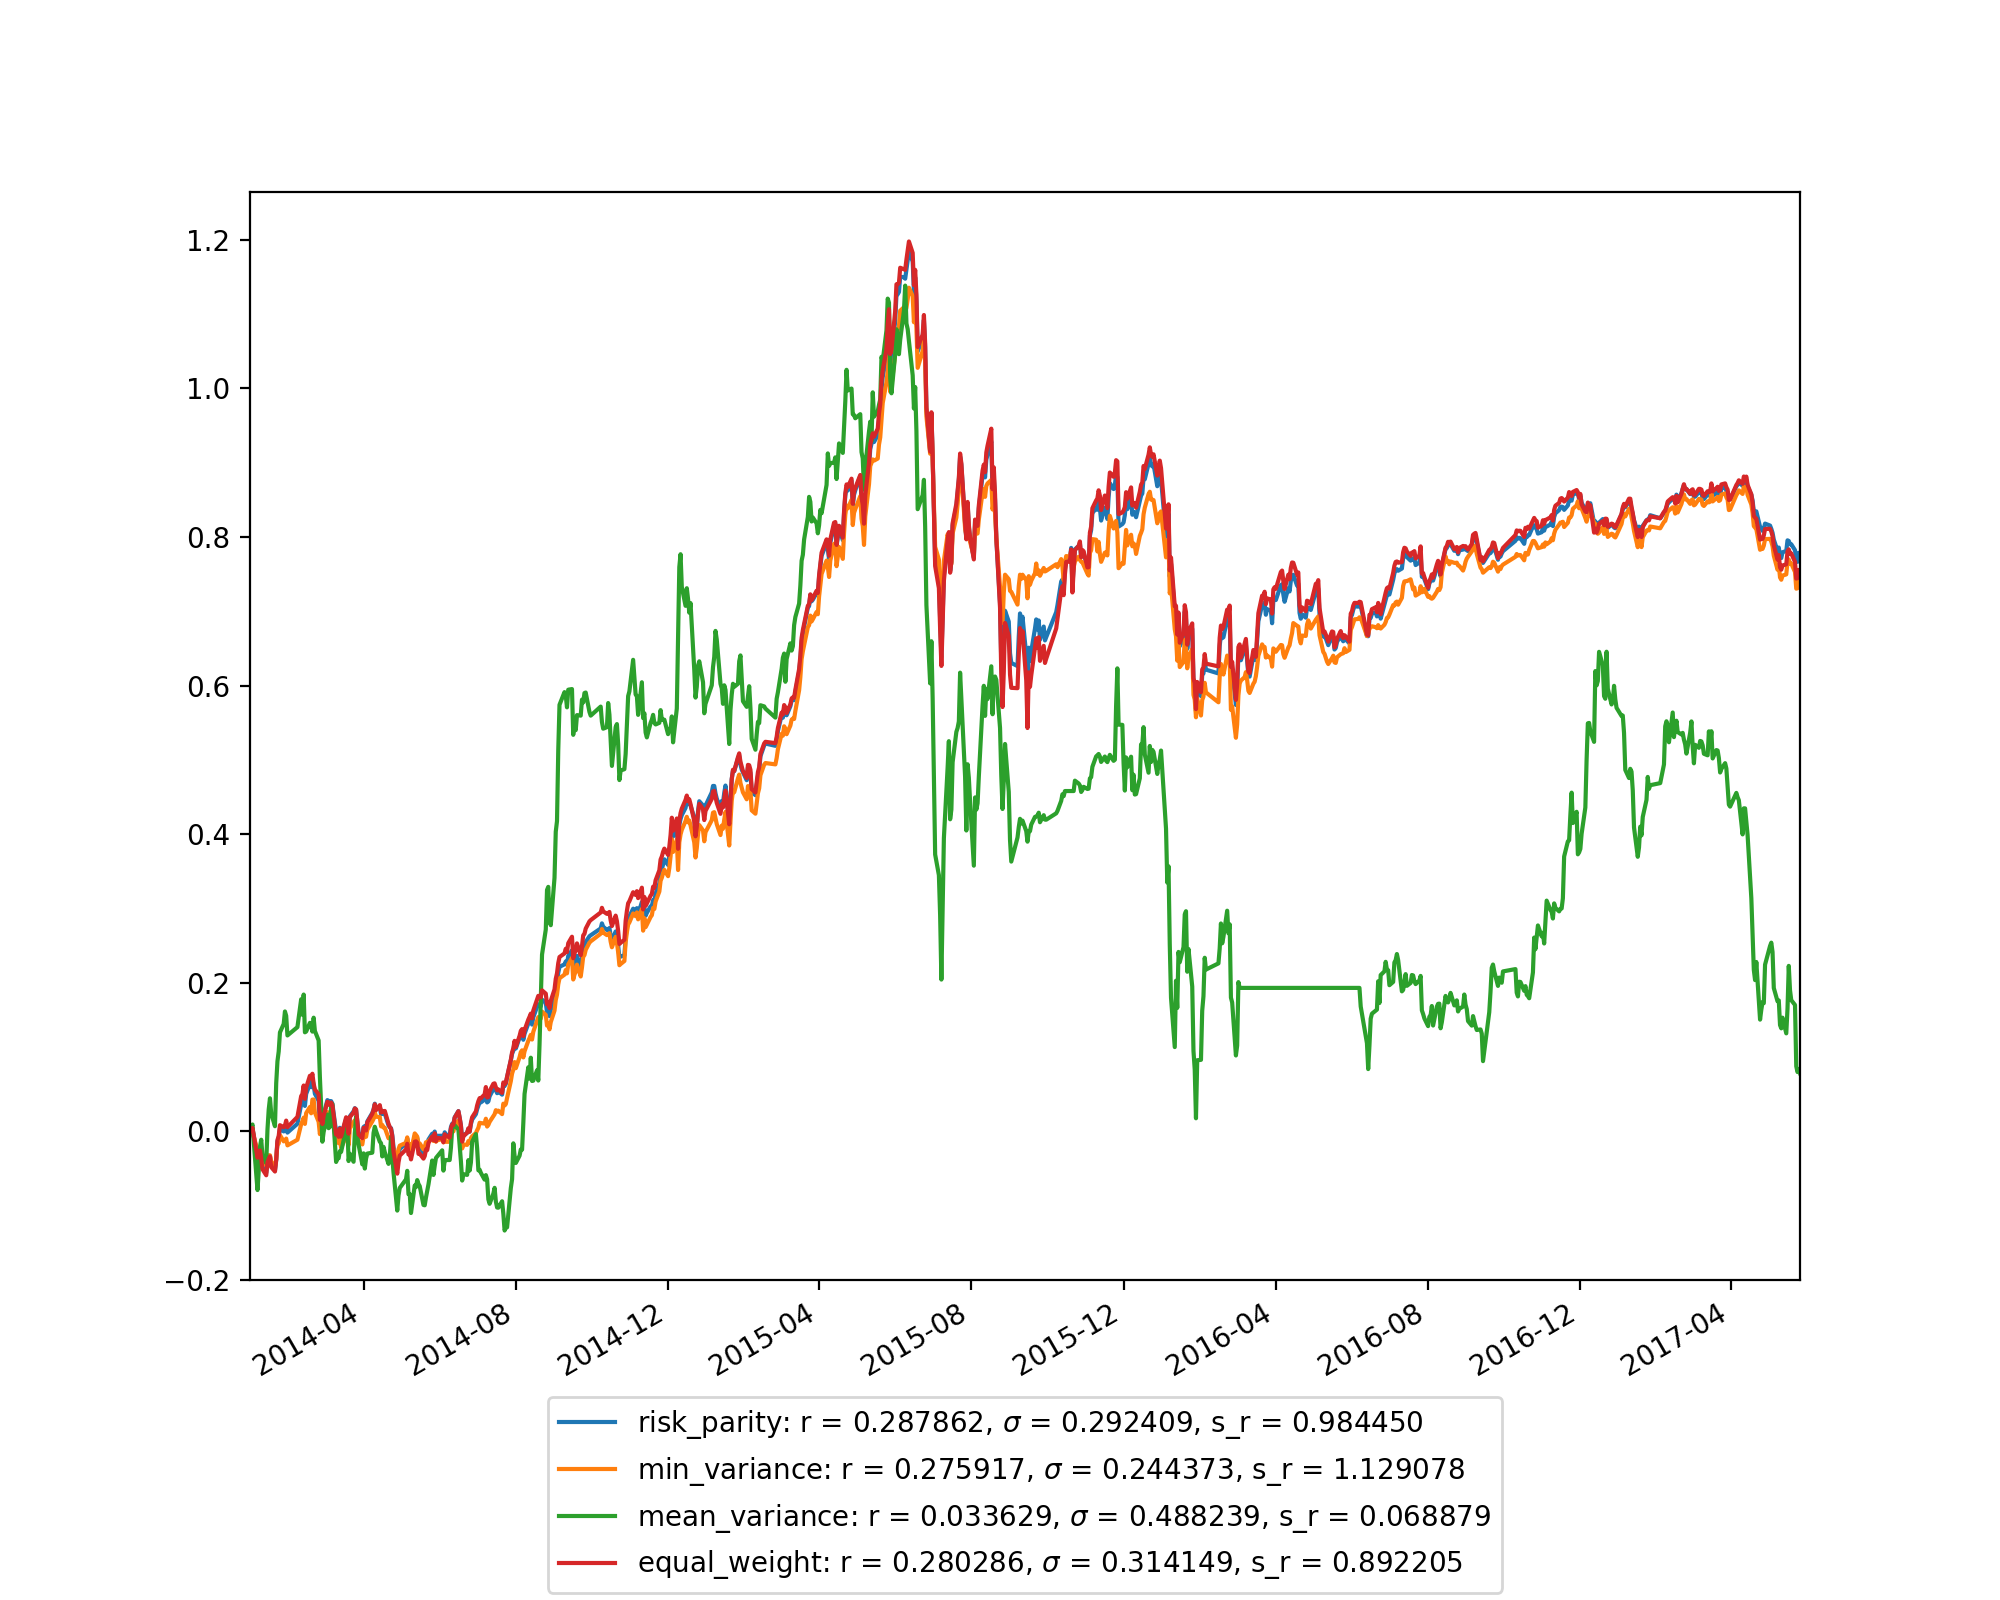 1.2
1.0
0.8
0.6
0.4
0.2
0.0
−0.2
2014-04 2014-08 2014-12 2015-04 2015-08 2015-12 2016-04 2016-08 2016-12 2017-04
risk_parity: r = 0.287862, σ = 0.292409, s_r = 0.984450
min_variance: r = 0.275917, σ = 0.244373, s_r = 1.129078
mean_variance: r = 0.033629, σ = 0.488239, s_r = 0.068879
equal_weight: r = 0.280286, σ = 0.314149, s_r = 0.892205